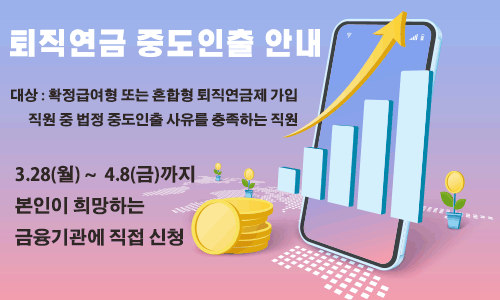 퇴직연금 중도인출 안내
대상 : 확정급여형 또는 혼합형 퇴직연금제 가입
직원 중 법정 중도인출 사유를 충족하는 직원
3.28(월) ~ 4.8(금)까지
본인이 희망하는
금융기관에 직접 신청